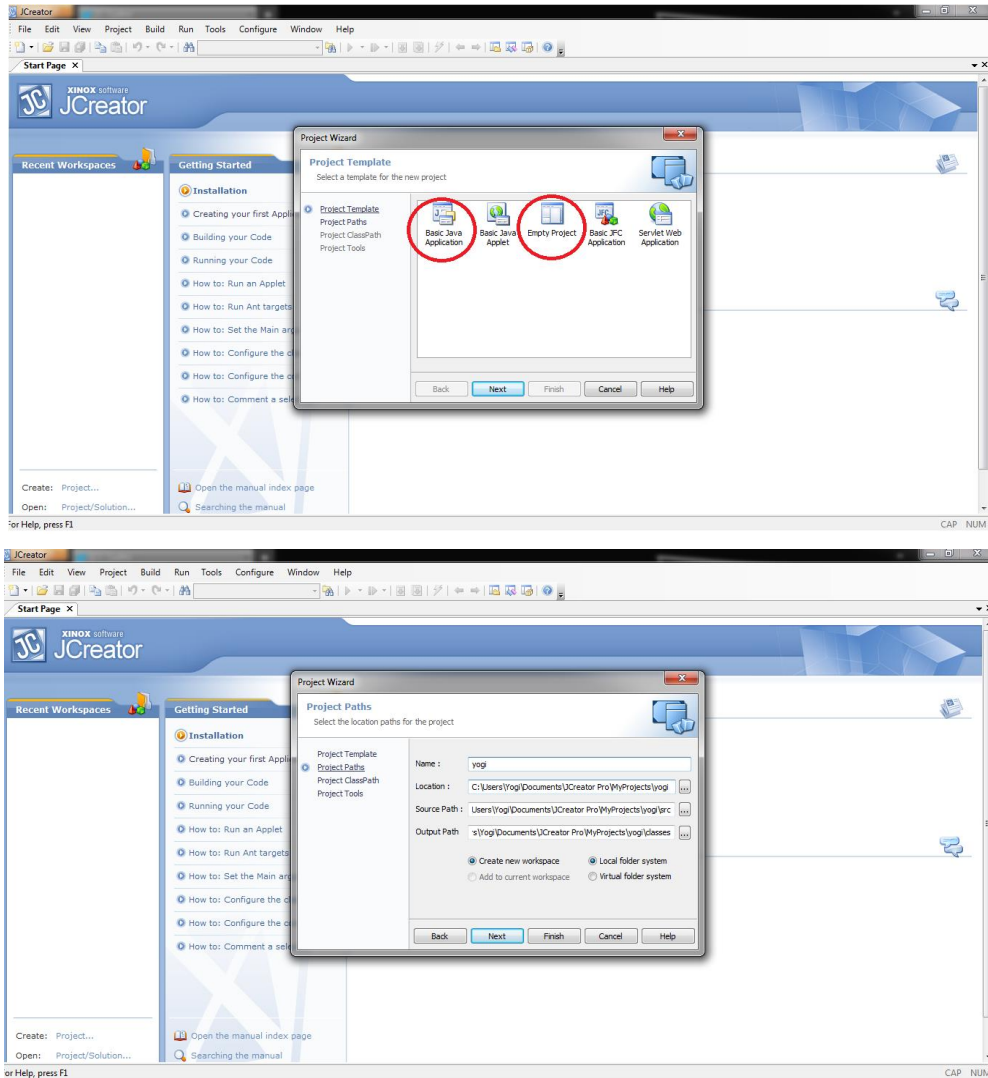 JCreator
File Edit View Project Build Run Tools Configure Window Help
Start Page
XINOX software
JC JCreator
Recent Workspaces
Getting Started
Installation
Creating your first Appli
Building your Code
Running your Code
How to: Run an Applet
How to: Run Ant targets
How to: Set the Main arg
How to: Configure the c
How to: Configure the c
How to: Comment a sele
Create: Project...
Open: Project/Solution...
Open the manual index page
Searching the manual
Project Wizard
Project Template
Select a template for the new project
Project Template
Project Paths
Project ClassPath
Project Tools
Basic Java Application
Basic Java Applet
Empty Project
JFC
Basic JFC Application
Servlet Web Application
Back Next Finish Cancel Help
For Help, press F1
CAP NUM
JCreator
File Edit View Project Build Run Tools Configure Window Help
Start Page
XINOX software
JC JCreator
Recent Workspaces
Getting Started
Installation
Creating your first Appli
Building your Code
Running your Code
How to: Run an Applet
How to: Run Ant targets
How to: Set the Main arg
How to: Configure the cl
How to: Configure the c
How to: Comment a sele
Create: Project...
Open: Project/Solution...
Open the manual index page
Searching the manual
Project Wizard
Project Paths
Select the location paths for the project
Project Template
Project Paths
Project ClassPath
Project Tools
Name : yogi
Location : C:\Users\Yogi\Documents\JCreator Pro\MyProjects\yogi ...
Source Path : Users\Yogi\Documents\JCreator Pro\MyProjects\yogi\src ...
Output Path 's\Yogi\Documents\JCreator Pro\MyProjects\yogi\classes ...
Create new workspace Local folder system
Add to current workspace Virtual folder system
Back Next Finish Cancel Help
or Help, press F1
CAP NUM